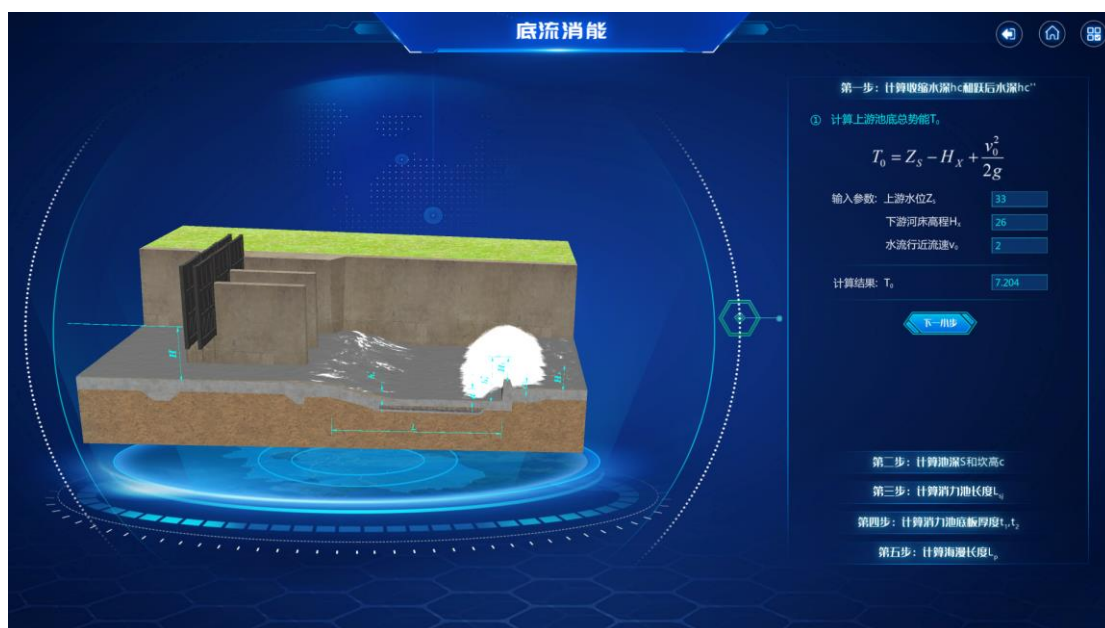 底流消能
第一步：计算收缩水深hc和跃后水深hc''
① 计算上游池底总势能T₀
T₀ = Z_S − H_X + v₀²/2g
输入参数: 上游水位Zₛ 33
下游河床高程Hₓ 26
水流行近流速v₀ 2
计算结果: T₀ 7.204
下一小步
第二步：计算池深S和坎高c
第三步：计算消力池长度L_sj
第四步：计算消力池底板厚度t₁,t₂
第五步：计算海漫长度Lₚ
H
L